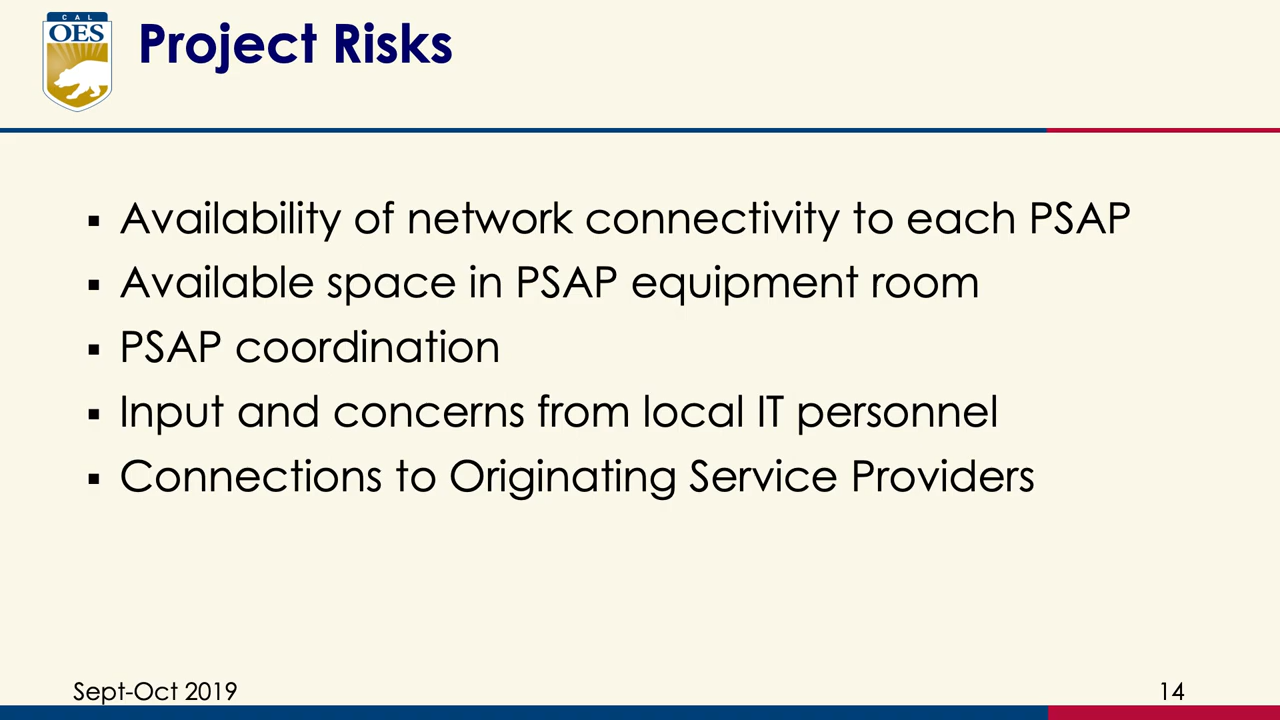 CAL
OES
Project Risks
▪ Availability of network connectivity to each PSAP
▪ Available space in PSAP equipment room
▪ PSAP coordination
▪ Input and concerns from local IT personnel
▪ Connections to Originating Service Providers
Sept-Oct 2019
14